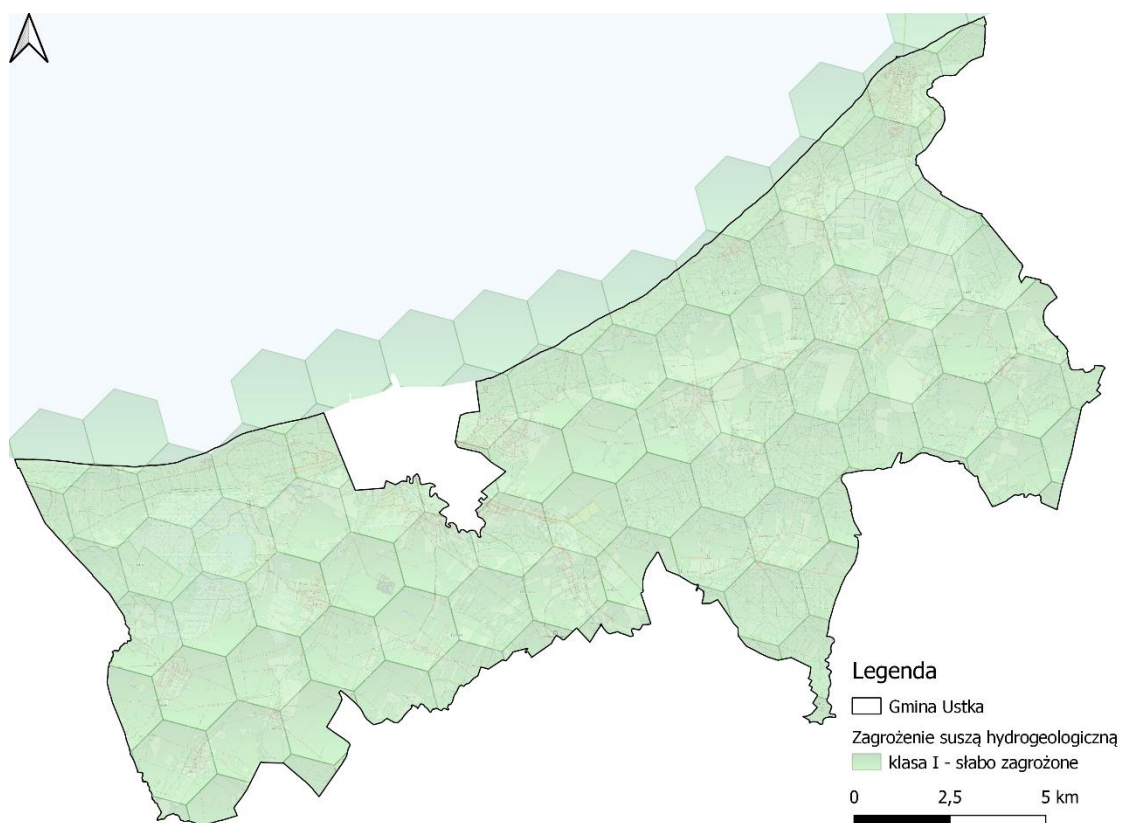 Legenda
Gmina Ustka
Zagrożenie suszą hydrogeologiczną
klasa I - słabo zagrożone
0 2,5 5 km